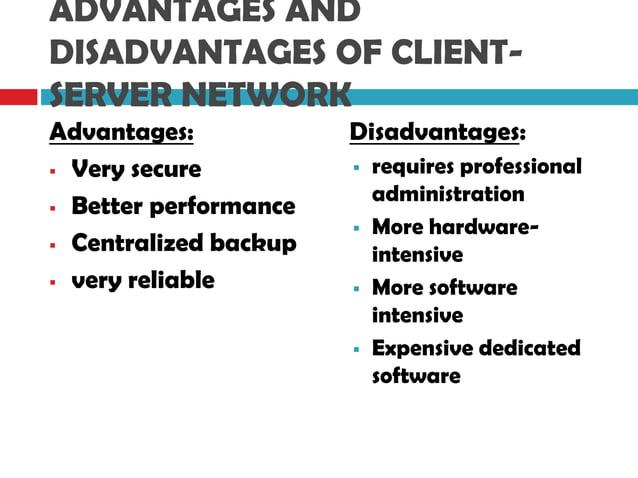 ADVANTAGES AND
DISADVANTAGES OF CLIENT-
SERVER NETWORK
Advantages:
▪ Very secure
▪ Better performance
▪ Centralized backup
▪ very reliable
Disadvantages:
▪ requires professional
administration
▪ More hardware-
intensive
▪ More software
intensive
▪ Expensive dedicated
software